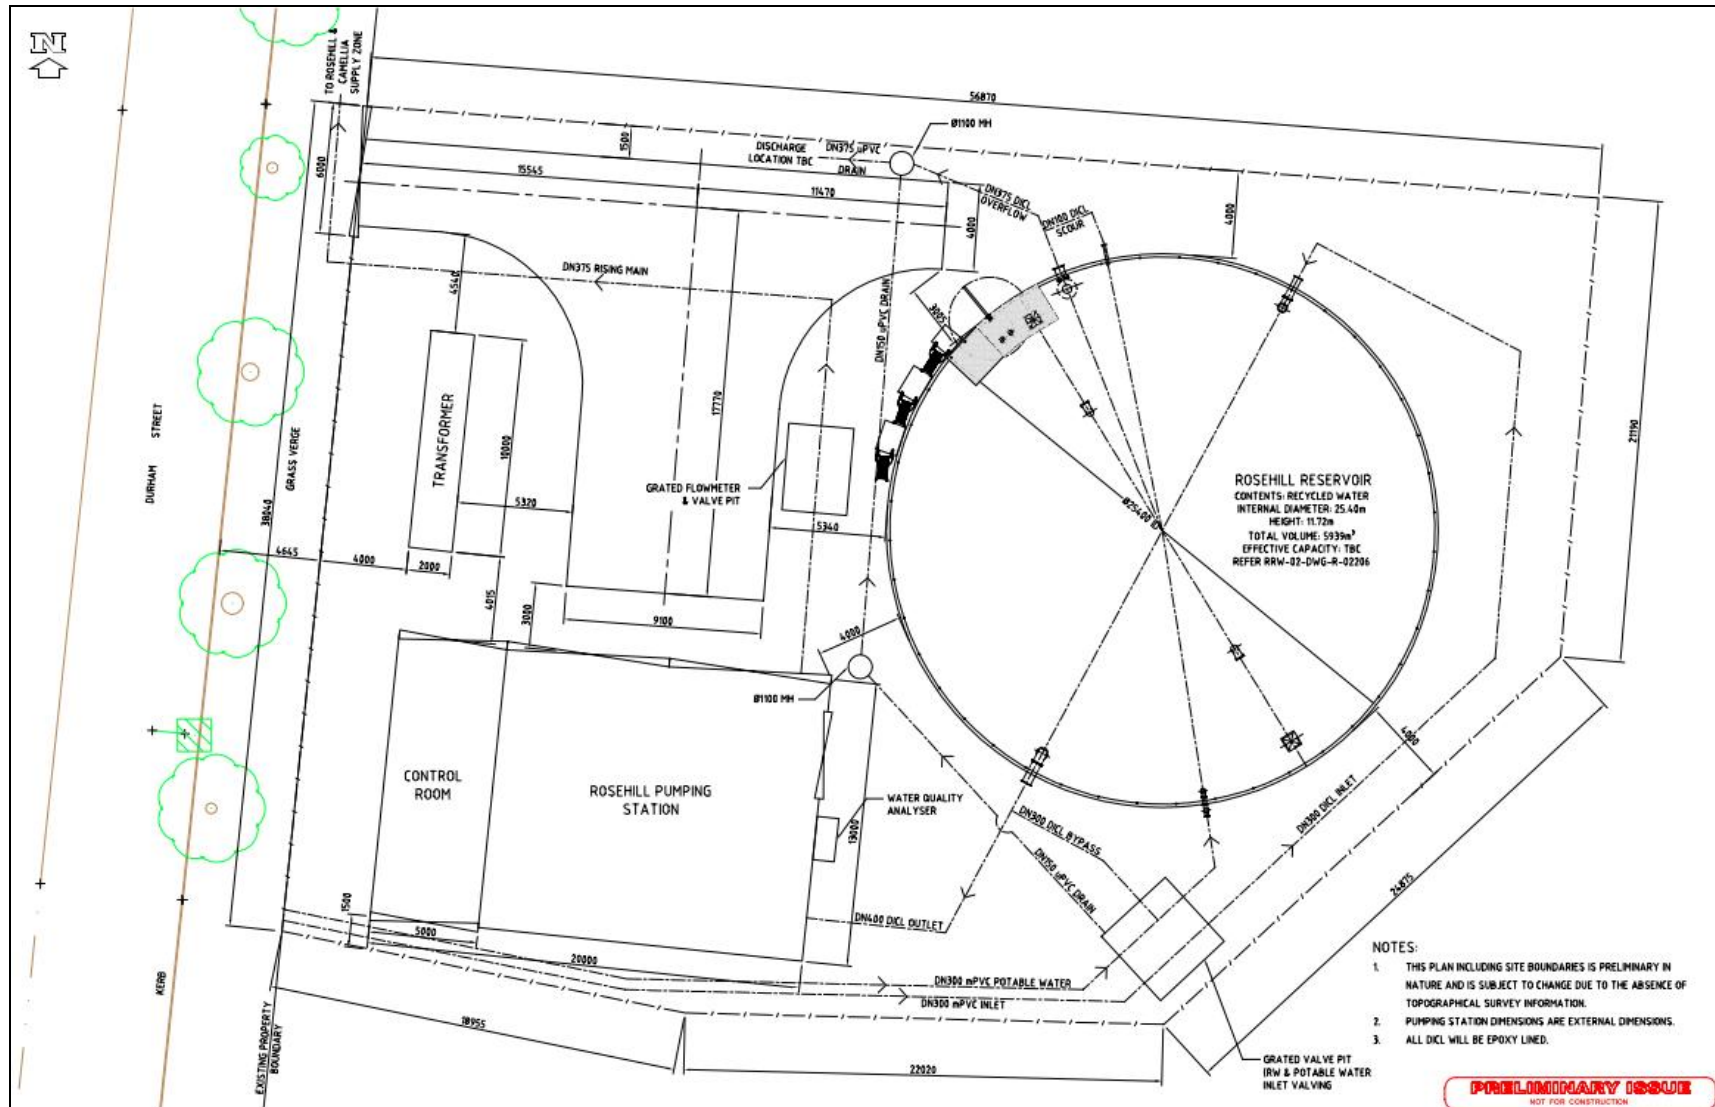 N
TO ROSEHILL &
CAMELLIA
SUPPLY ZONE
56870
Ø1100 MH
6000
1500
DISCHARGE
LOCATION TBC
DN375 uPVC
DRAIN
15545
11470
4000
DN375 DICL
OVERFLOW
DN100 DICL
SCOUR
4000
DN375 RISING MAIN
4540
3005
DN150 uPVC DRAIN
17770
TRANSFORMER
10000
21190
DURHAM STREET
GRASS VERGE
38040
GRATED FLOWMETER
& VALVE PIT
5320
5340
Ø25400 ID
ROSEHILL RESERVOIR
CONTENTS: RECYCLED WATER
INTERNAL DIAMETER: 25.40m
HEIGHT: 11.72m
TOTAL VOLUME: 5939m³
EFFECTIVE CAPACITY: TBC
REFER RRW-02-DWG-R-02206
4645
4000
2000
4015
3000
9100
4000
Ø1100 MH
4000
CONTROL
ROOM
ROSEHILL PUMPING
STATION
WATER QUALITY
ANALYSER
13000
DN300 DICL BYPASS
DN150 uPVC DRAIN
DN300 DICL INLET
24875
1500
5000
20000
DN400 DICL OUTLET
DN300 mPVC POTABLE WATER
DN300 mPVC INLET
KERB
EXISTING PROPERTY
BOUNDARY
18955
22020
GRATED VALVE PIT
IRW & POTABLE WATER
INLET VALVING
NOTES:
1. THIS PLAN INCLUDING SITE BOUNDARIES IS PRELIMINARY IN
NATURE AND IS SUBJECT TO CHANGE DUE TO THE ABSENCE OF
TOPOGRAPHICAL SURVEY INFORMATION.
2. PUMPING STATION DIMENSIONS ARE EXTERNAL DIMENSIONS.
3. ALL DICL WILL BE EPOXY LINED.
PRELIMINARY ISSUE
NOT FOR CONSTRUCTION